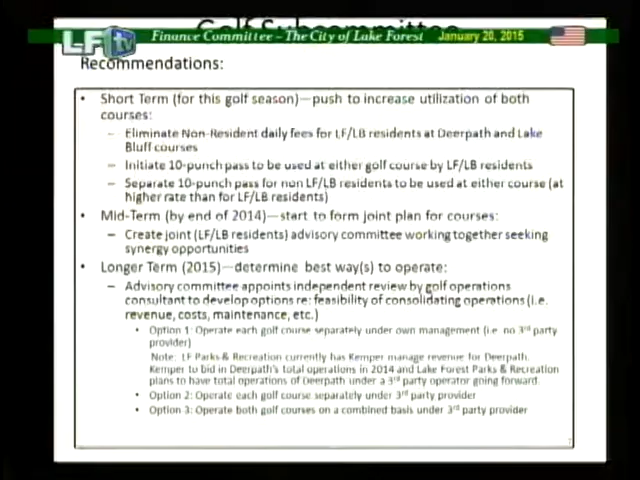 Golf Subcommittee
LFtv Finance Committee - The City of Lake Forest January 20, 2015
Recommendations:
• Short Term (for this golf season)—push to increase utilization of both
courses:
– Eliminate Non-Resident daily fees for LF/LB residents at Deerpath and Lake
Bluff courses
– Initiate 10-punch pass to be used at either golf course by LF/LB residents
– Separate 10-punch pass for non LF/LB residents to be used at either course (at
higher rate than for LF/LB residents)
• Mid-Term (by end of 2014)—start to form joint plan for courses:
– Create joint (LF/LB residents) advisory committee working together seeking
synergy opportunities
• Longer Term (2015)—determine best way(s) to operate:
– Advisory committee appoints independent review by golf operations
consultant to develop options re: feasibility of consolidating operations (i.e.
revenue, costs, maintenance, etc.)
• Option 1: Operate each golf course separately under own management (i.e. no 3rd party
provider)
Note: LF Parks & Recreation currently has Kemper manage revenue for Deerpath.
Kemper to bid in Deerpath's total operations in 2014 and Lake Forest Parks & Recreation
plans to have total operations of Deerpath under a 3rd party operator going forward.
• Option 2: Operate each golf course separately under 3rd party provider
• Option 3: Operate both golf courses on a combined basis under 3rd party provider